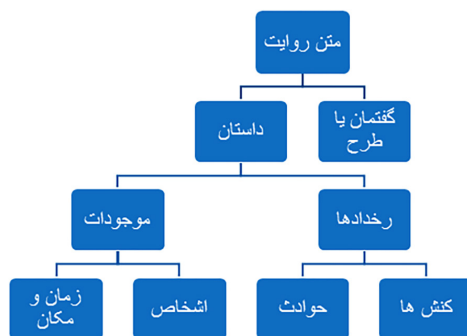 متن روایت
گفتمان یا
طرح
داستان
رخدادها
موجودات
کنش ها
حوادث
اشخاص
زمان و
مکان